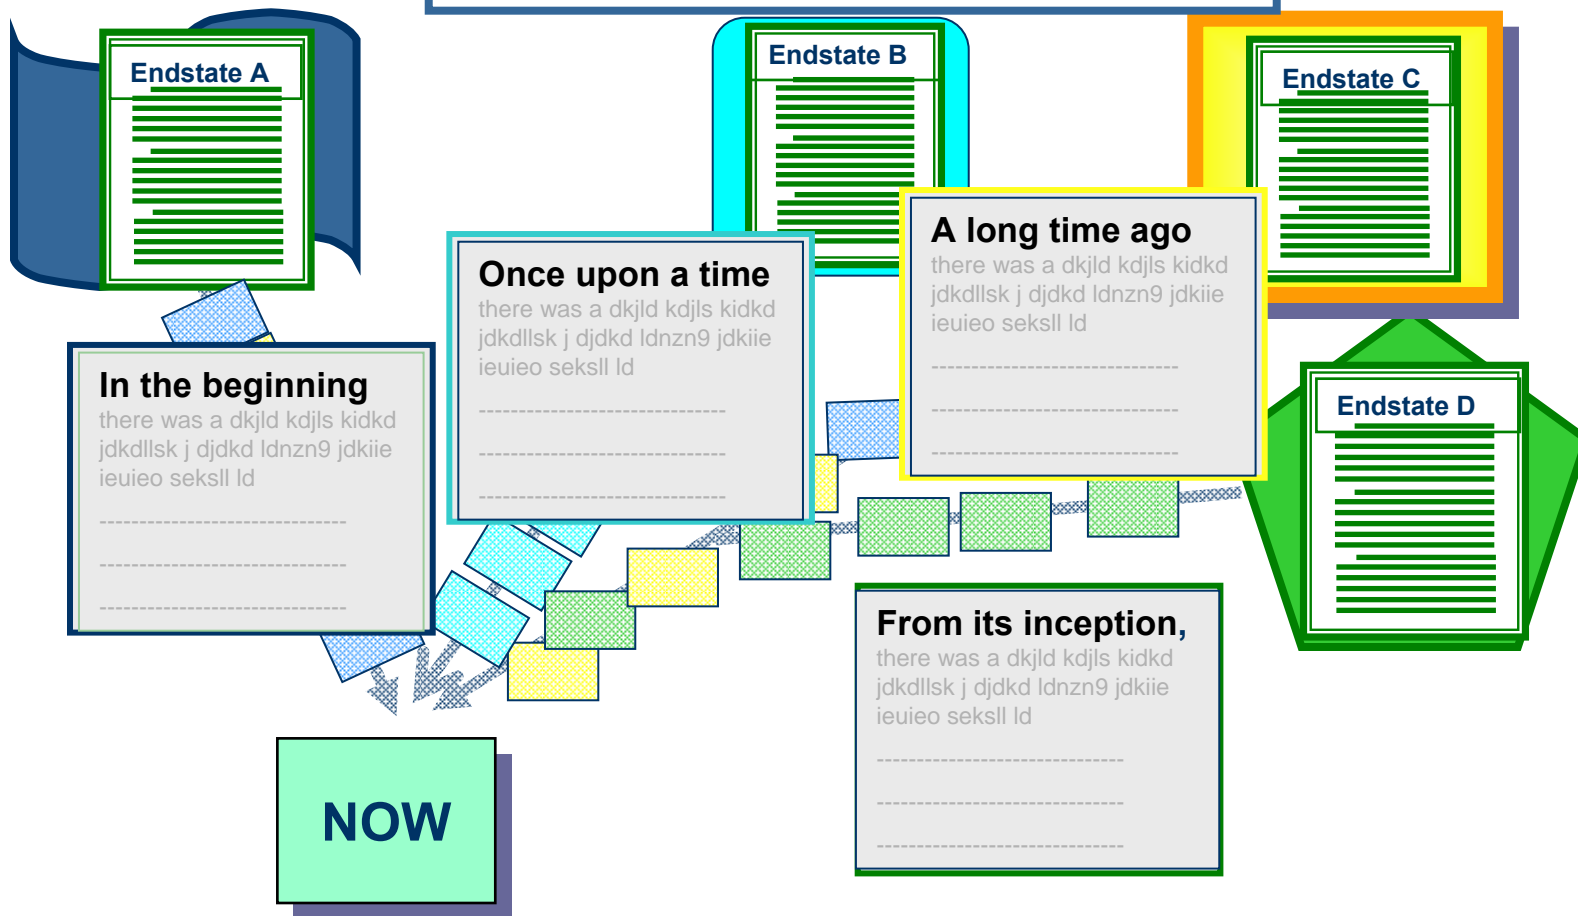 Endstate A
Endstate B
Endstate C
A long time ago
there was a dkjld kdjls kidkd
jdkdllsk j djdkd ldnzn9 jdkiie
ieuieo seksll ld
-------------------------------
-------------------------------
-------------------------------
Once upon a time
there was a dkjld kdjls kidkd
jdkdllsk j djdkd ldnzn9 jdkiie
ieuieo seksll ld
-------------------------------
-------------------------------
-------------------------------
In the beginning
there was a dkjld kdjls kidkd
jdkdllsk j djdkd ldnzn9 jdkiie
ieuieo seksll ld
-------------------------------
-------------------------------
-------------------------------
Endstate D
From its inception,
there was a dkjld kdjls kidkd
jdkdllsk j djdkd ldnzn9 jdkiie
ieuieo seksll ld
-------------------------------
-------------------------------
-------------------------------
NOW